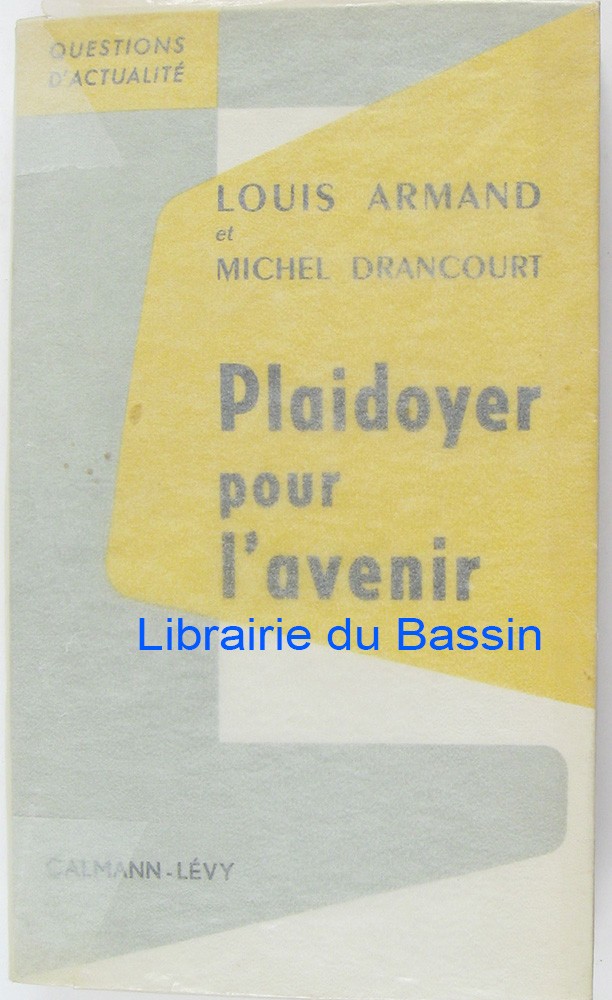 QUESTIONS
D'ACTUALITÉ
LOUIS ARMAND
et
MICHEL DRANCOURT
Plaidoyer
pour
l'avenir
Librairie du Bassin
CALMANN-LÉVY